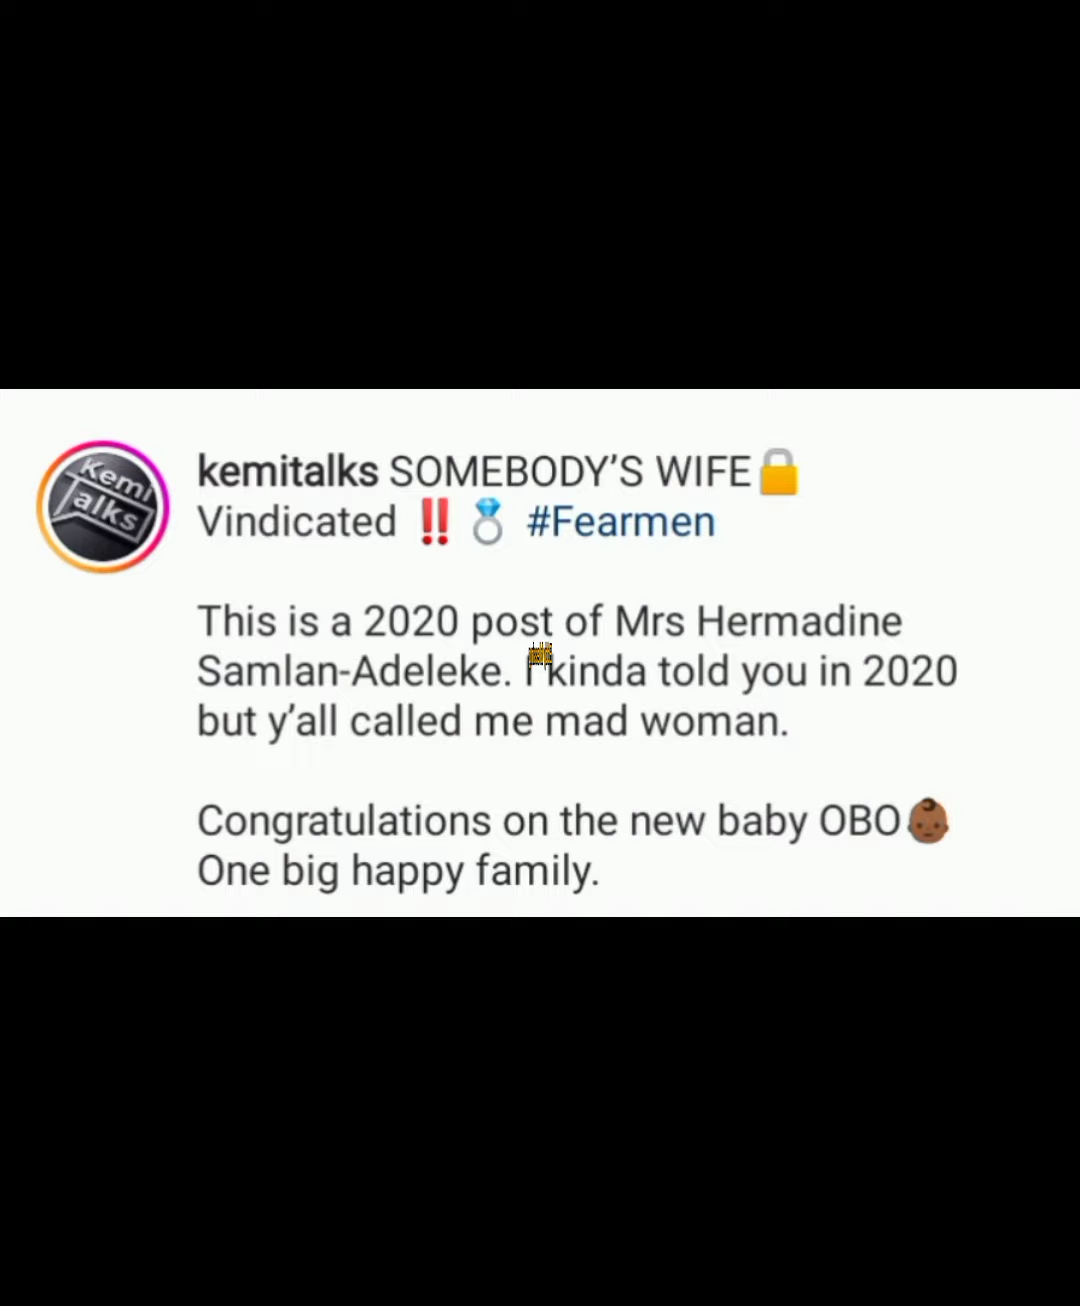 Kemi
Talks
kemitalks SOMEBODY'S WIFE🔒
Vindicated ‼️ 💍 #Fearmen
This is a 2020 post of Mrs Hermadine
Samlan-Adeleke. I kinda told you in 2020
but y'all called me mad woman.
Congratulations on the new baby OBO👶🏾
One big happy family.